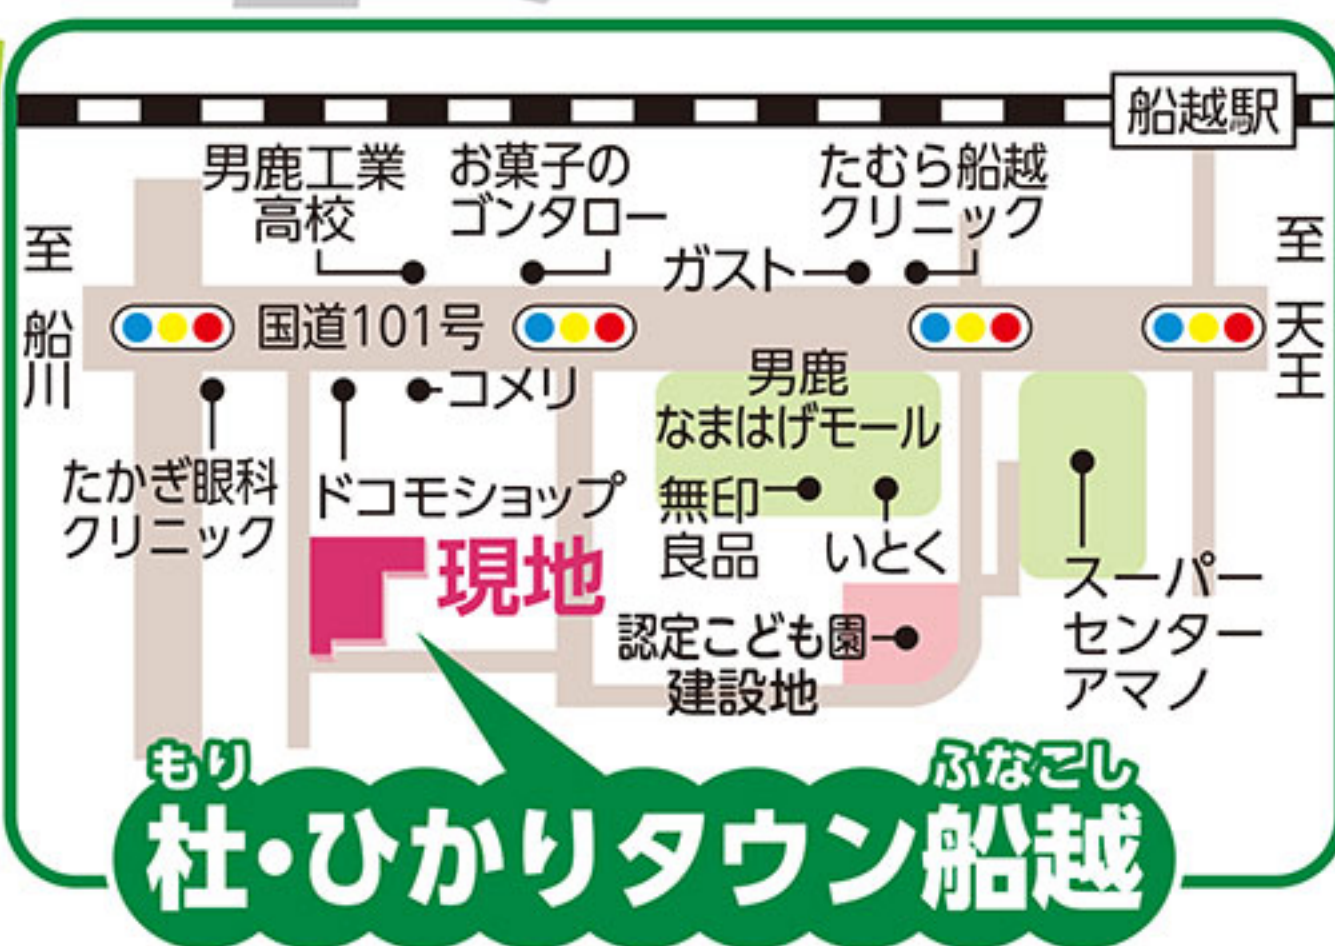 船越駅
男鹿工業
高校
お菓子の
ゴンタロー
たむら船越
クリニック
ガスト
至 船川
国道101号
至 天王
コメリ
男鹿
なまはげモール
たかぎ眼科
クリニック
ドコモショップ
無印
良品
いとく
現地
スーパー
センター
アマノ
認定こども園
建設地
もり
ふなこし
杜・ひかりタウン船越